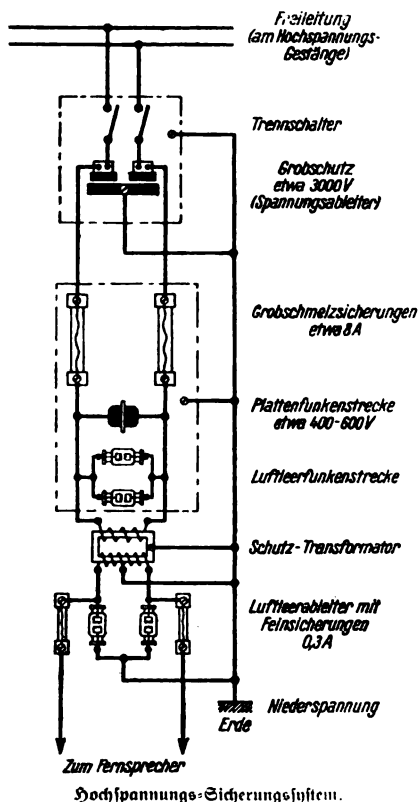 Freileitung
(am Hochspannungs-
Gestänge)
Trennschalter
Grobschutz
etwa 3000 V
(Spannungsableiter)
Grobschmelzsicherungen
etwa 8 A
Plattenfunkenstrecke
etwa 400-600 V
Luftleerfunkenstrecke
Schutz-Transformator
Luftleerableiter mit
Feinsicherungen
0,3 A
Niederspannung
Erde
Zum Fernsprecher
Hochspannungs-Sicherungssystem.